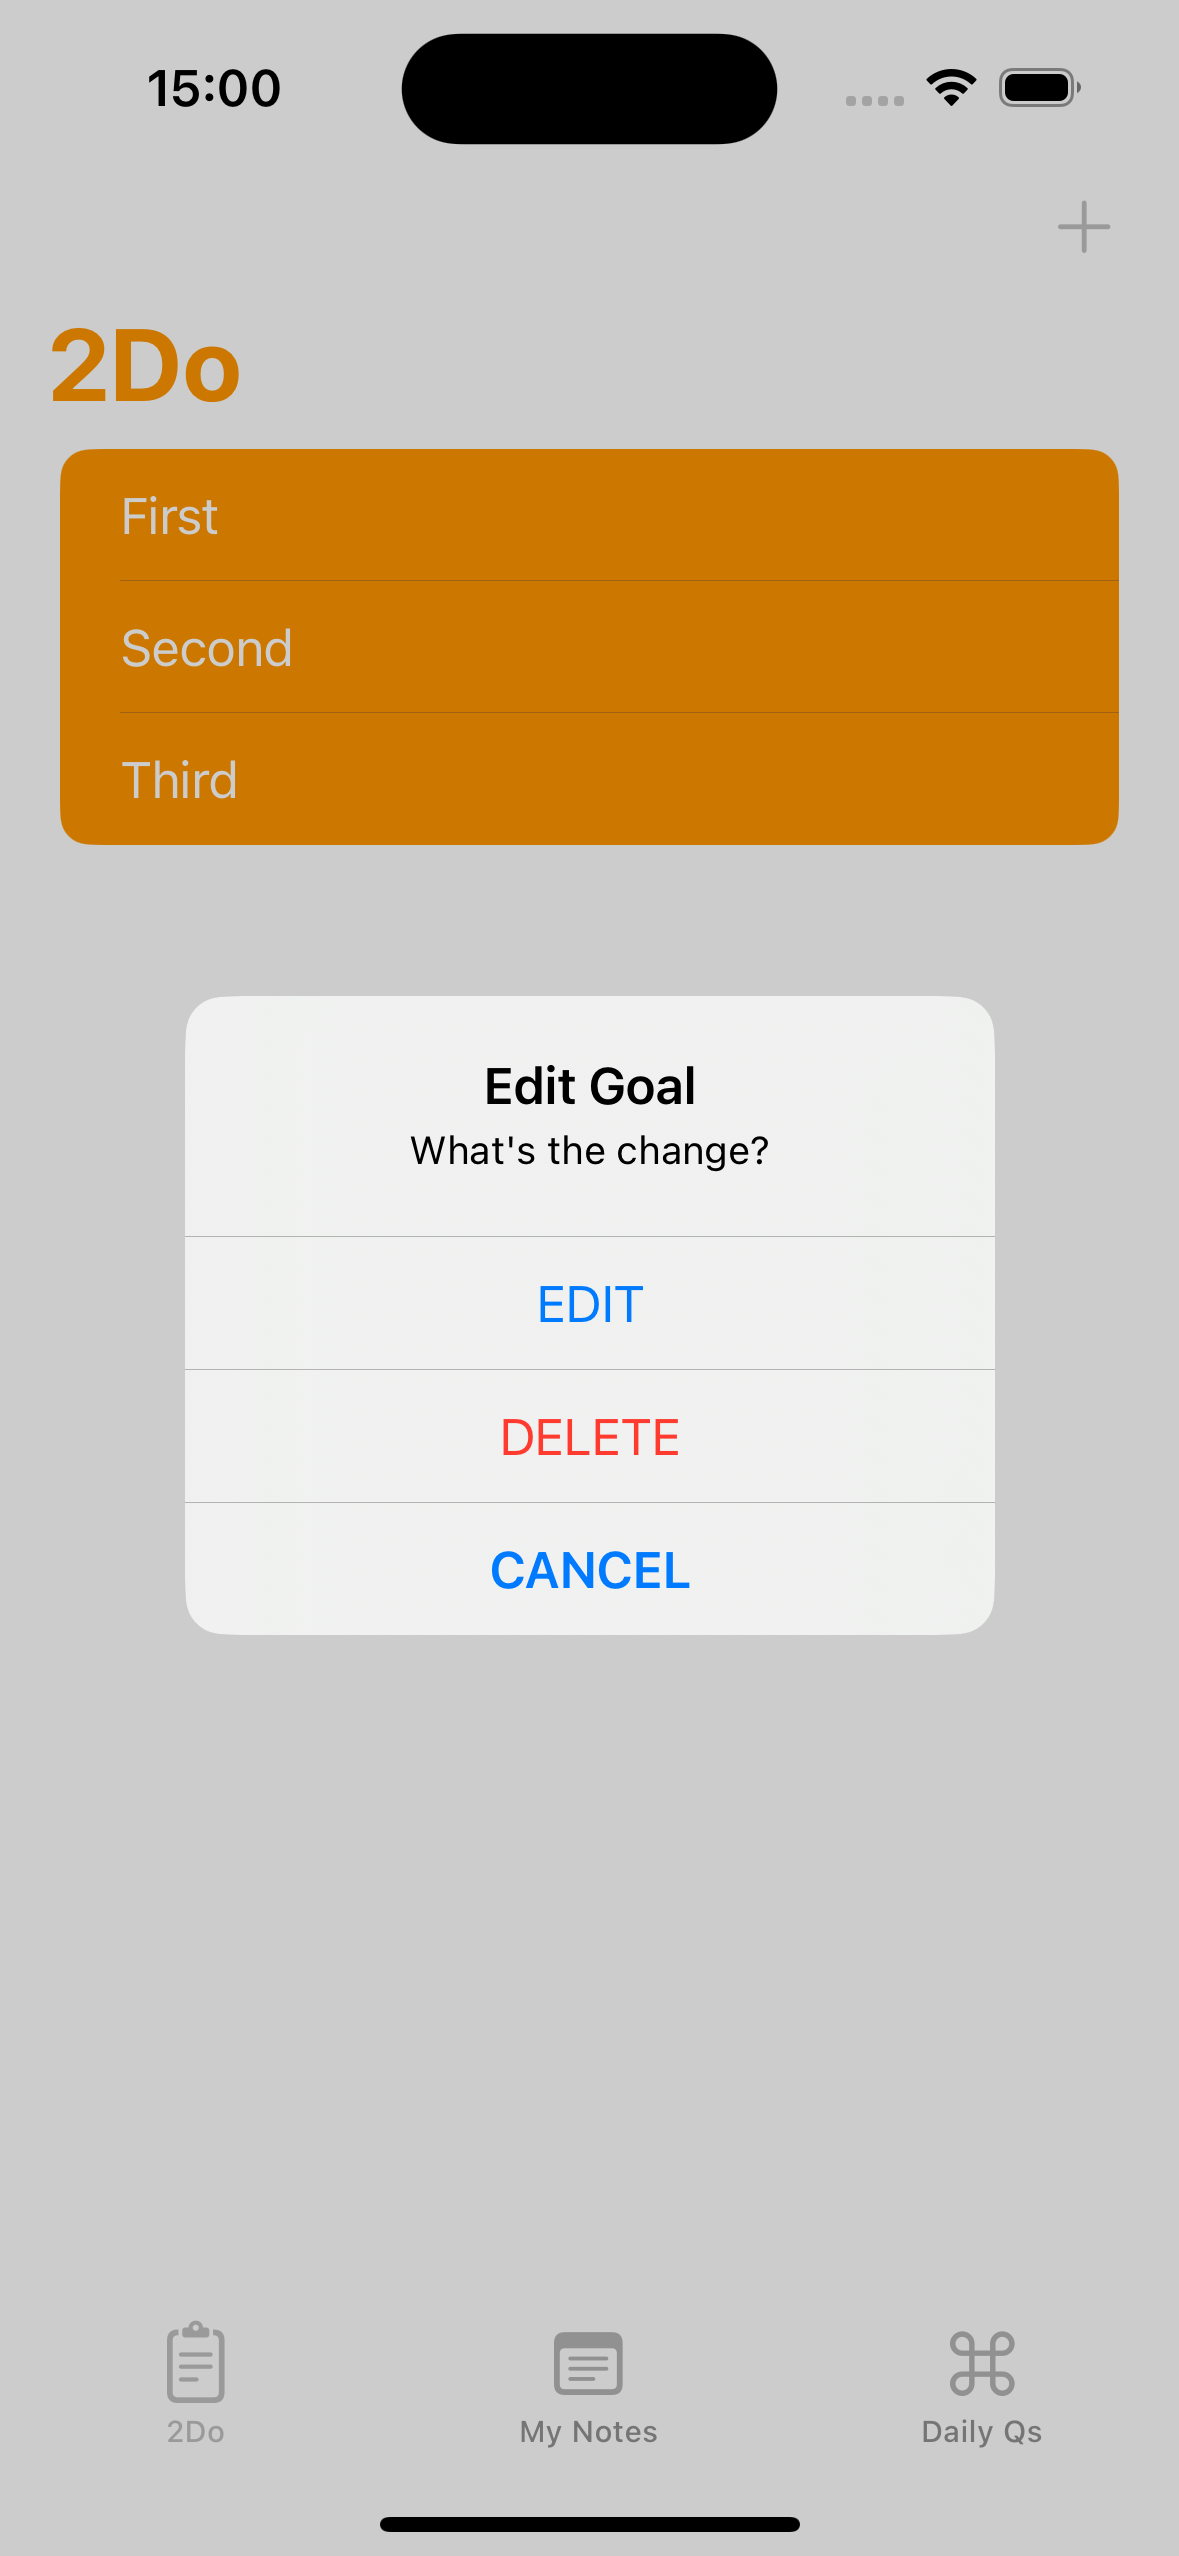 15:00
2Do
First
Second
Third
Edit Goal
What's the change?
EDIT
DELETE
CANCEL
2Do
My Notes
Daily Qs